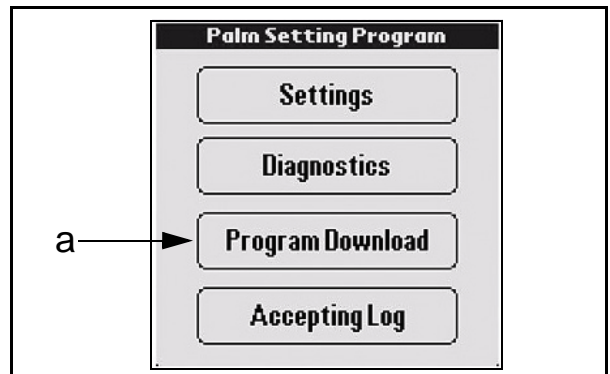 Palm Setting Program
Settings
Diagnostics
a
Program Download
Accepting Log